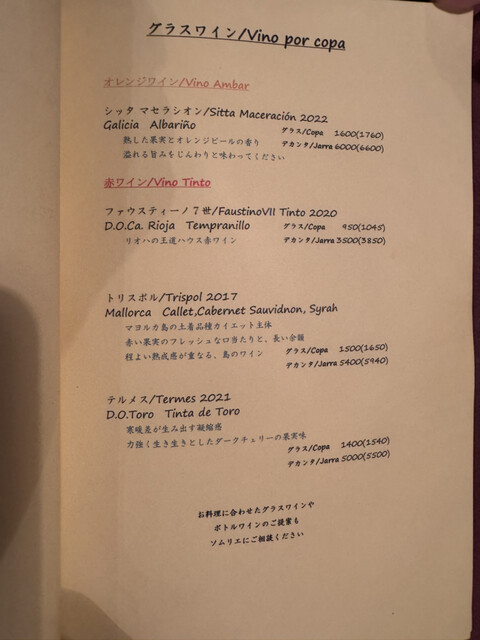 グラスワイン/Vino por copa
オレンジワイン/Vino Ambar
シッタ マセラシオン/Sitta Maceración 2022
Galicia Albariño
グラス/Copa 1600(1760)
熟した果実とオレンジピールの香り
デカンタ/Jarra 6000(6600)
溢れる旨みをじんわりと味わってください
赤ワイン/Vino Tinto
ファウスティーノ7世/FaustinoVII Tinto 2020
D.O.Ca. Rioja Tempranillo
グラス/Copa 950(1045)
リオハの王道ハウス赤ワイン
デカンタ/Jarra 3500(3850)
トリスポル/Trispol 2017
Mallorca Callet,Cabernet Sauvidnon, Syrah
マヨルカ島の土着品種カイエット主体
赤い果実のフレッシュな口当たりと、長い余韻
程よい熟成感が重なる、島のワイン
グラス/Copa 1500(1650)
デカンタ/Jarra 5400(5940)
テルメス/Termes 2021
D.O.Toro Tinta de Toro
寒暖差が生み出す凝縮感
力強く生き生きとしたダークチェリーの果実味
グラス/Copa 1400(1540)
デカンタ/Jarra 5000(5500)
お料理に合わせたグラスワインや
ボトルワインのご提案も
ソムリエにご相談ください